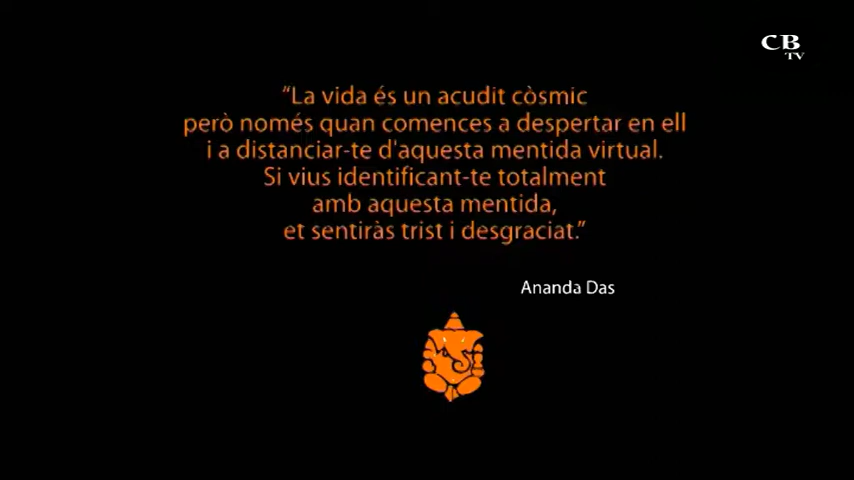 CB
TV
“La vida és un acudit còsmic
però només quan comences a despertar en ell
i a distanciar-te d'aquesta mentida virtual.
Si vius identificant-te totalment
amb aquesta mentida,
et sentiràs trist i desgraciat.”
Ananda Das